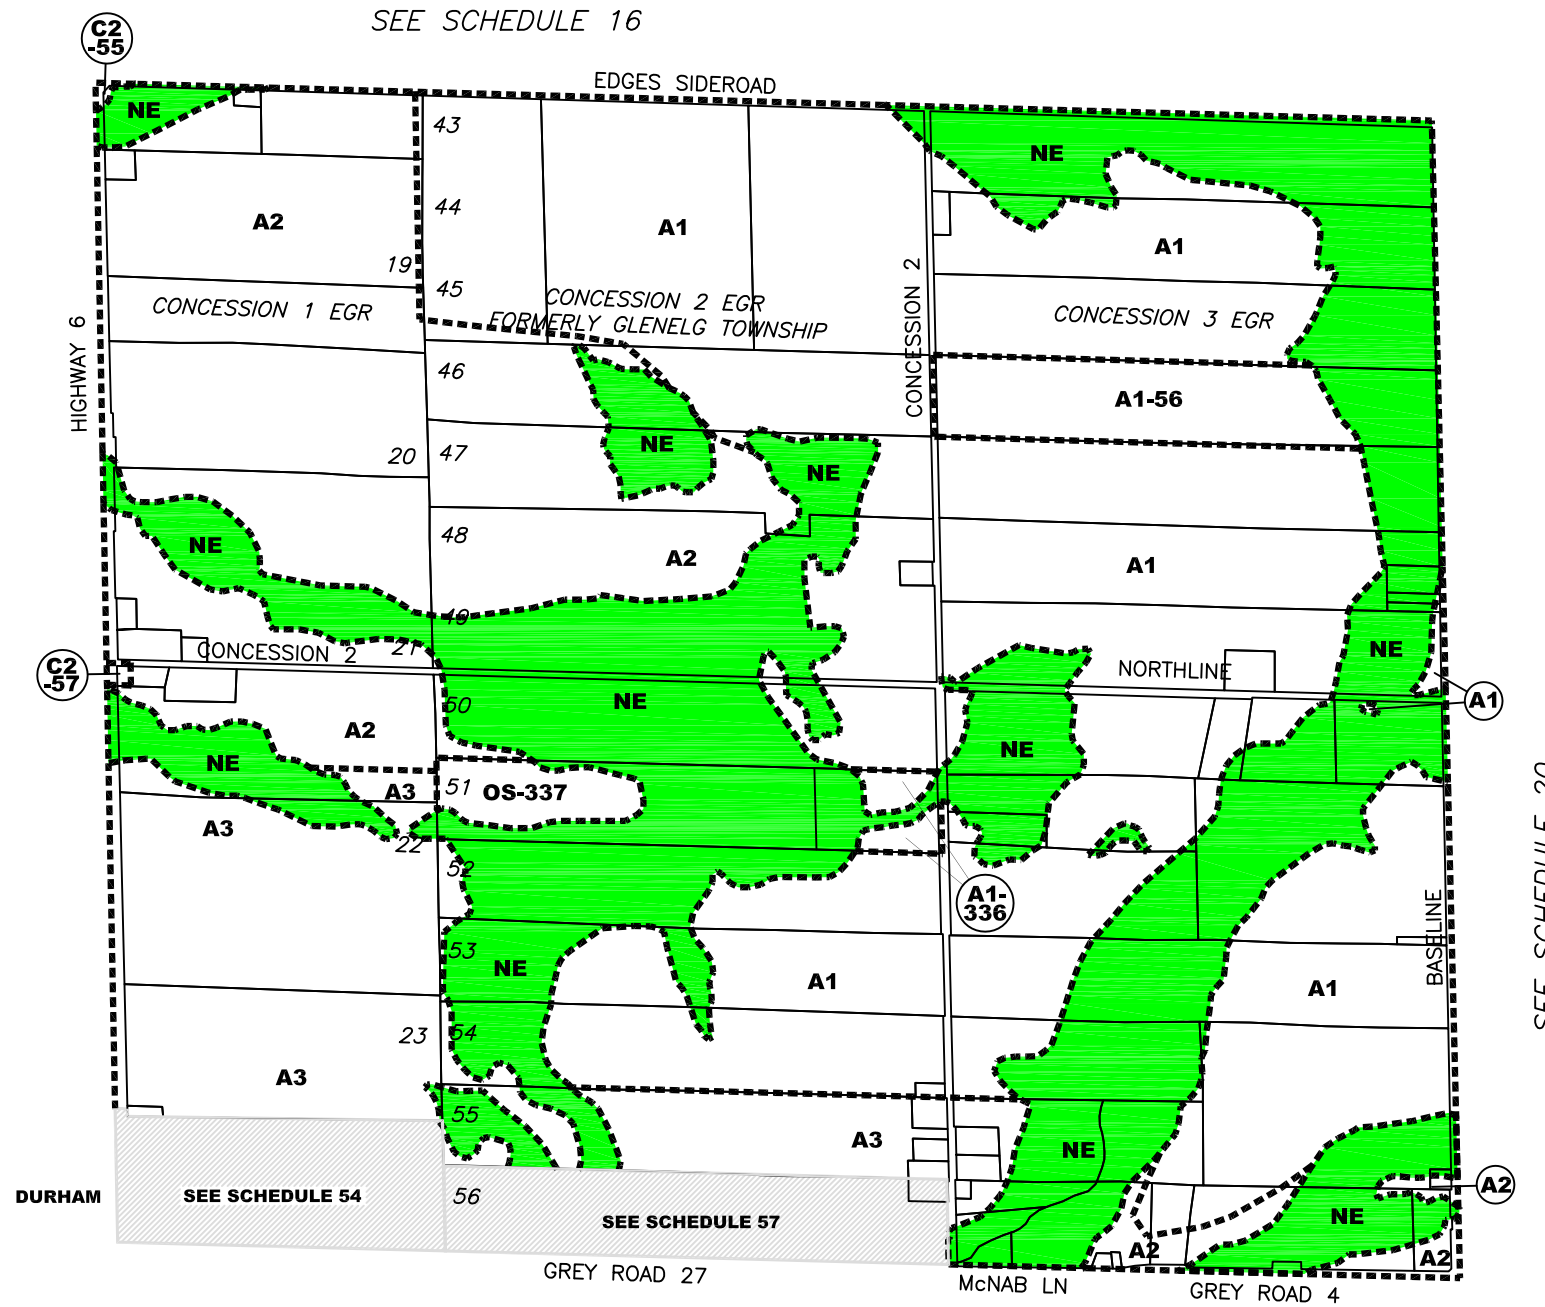 SEE SCHEDULE 16
C2
-55
EDGES SIDEROAD
NE
43
NE
44
A2
A1
A1
19
45
CONCESSION 1 EGR
CONCESSION 2 EGR
FORMERLY GLENELG TOWNSHIP
CONCESSION 2
CONCESSION 3 EGR
HIGHWAY 6
46
A1-56
NE
20
47
NE
48
NE
A2
A1
49
CONCESSION 2
21
NE
C2
-57
NORTHLINE
50
NE
A1
A2
NE
NE
51
OS-337
A3
A3
22
52
A1-
336
SEE SCHEDULE 20
BASELINE
53
NE
A1
A1
23
54
A3
55
A3
NE
DURHAM
SEE SCHEDULE 54
56
SEE SCHEDULE 57
A2
NE
A2
A2
GREY ROAD 27
McNAB LN
GREY ROAD 4